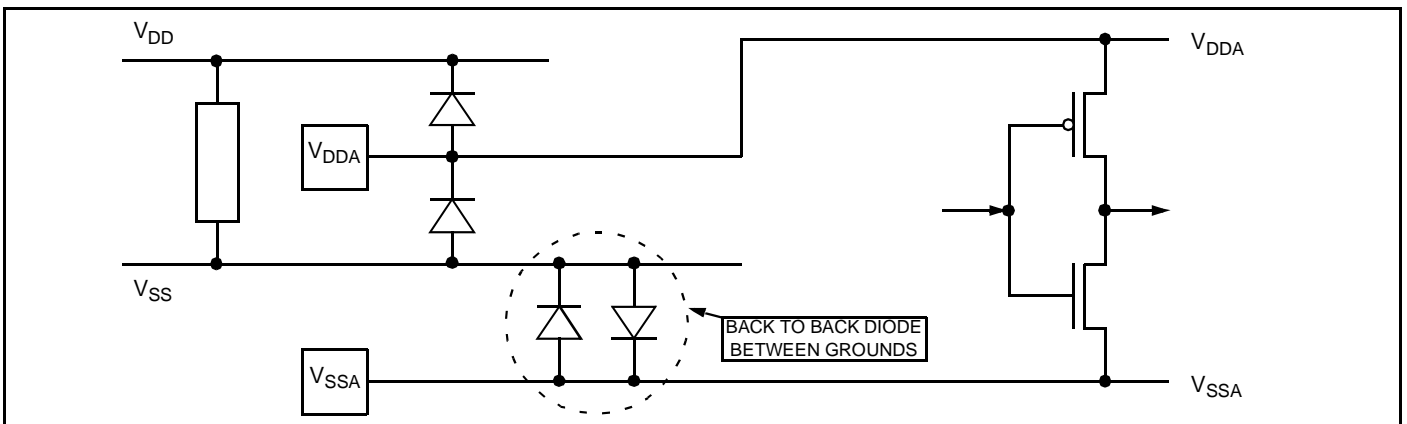 VDD
VDDA
VDDA
VSS
BACK TO BACK DIODE
BETWEEN GROUNDS
VSSA
VSSA